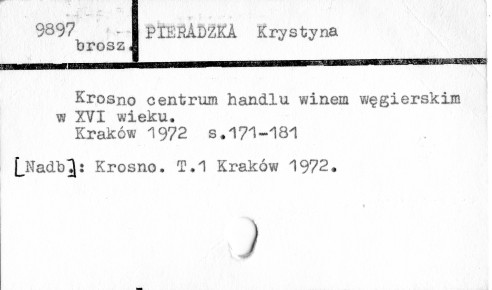 9897 PIERADZKA Krystyna
brosz.
Krosno centrum handlu winem węgierskim
w XVI wieku.
Kraków 1972 s.171-181
[Nadb.]: Krosno. T.1 Kraków 1972.